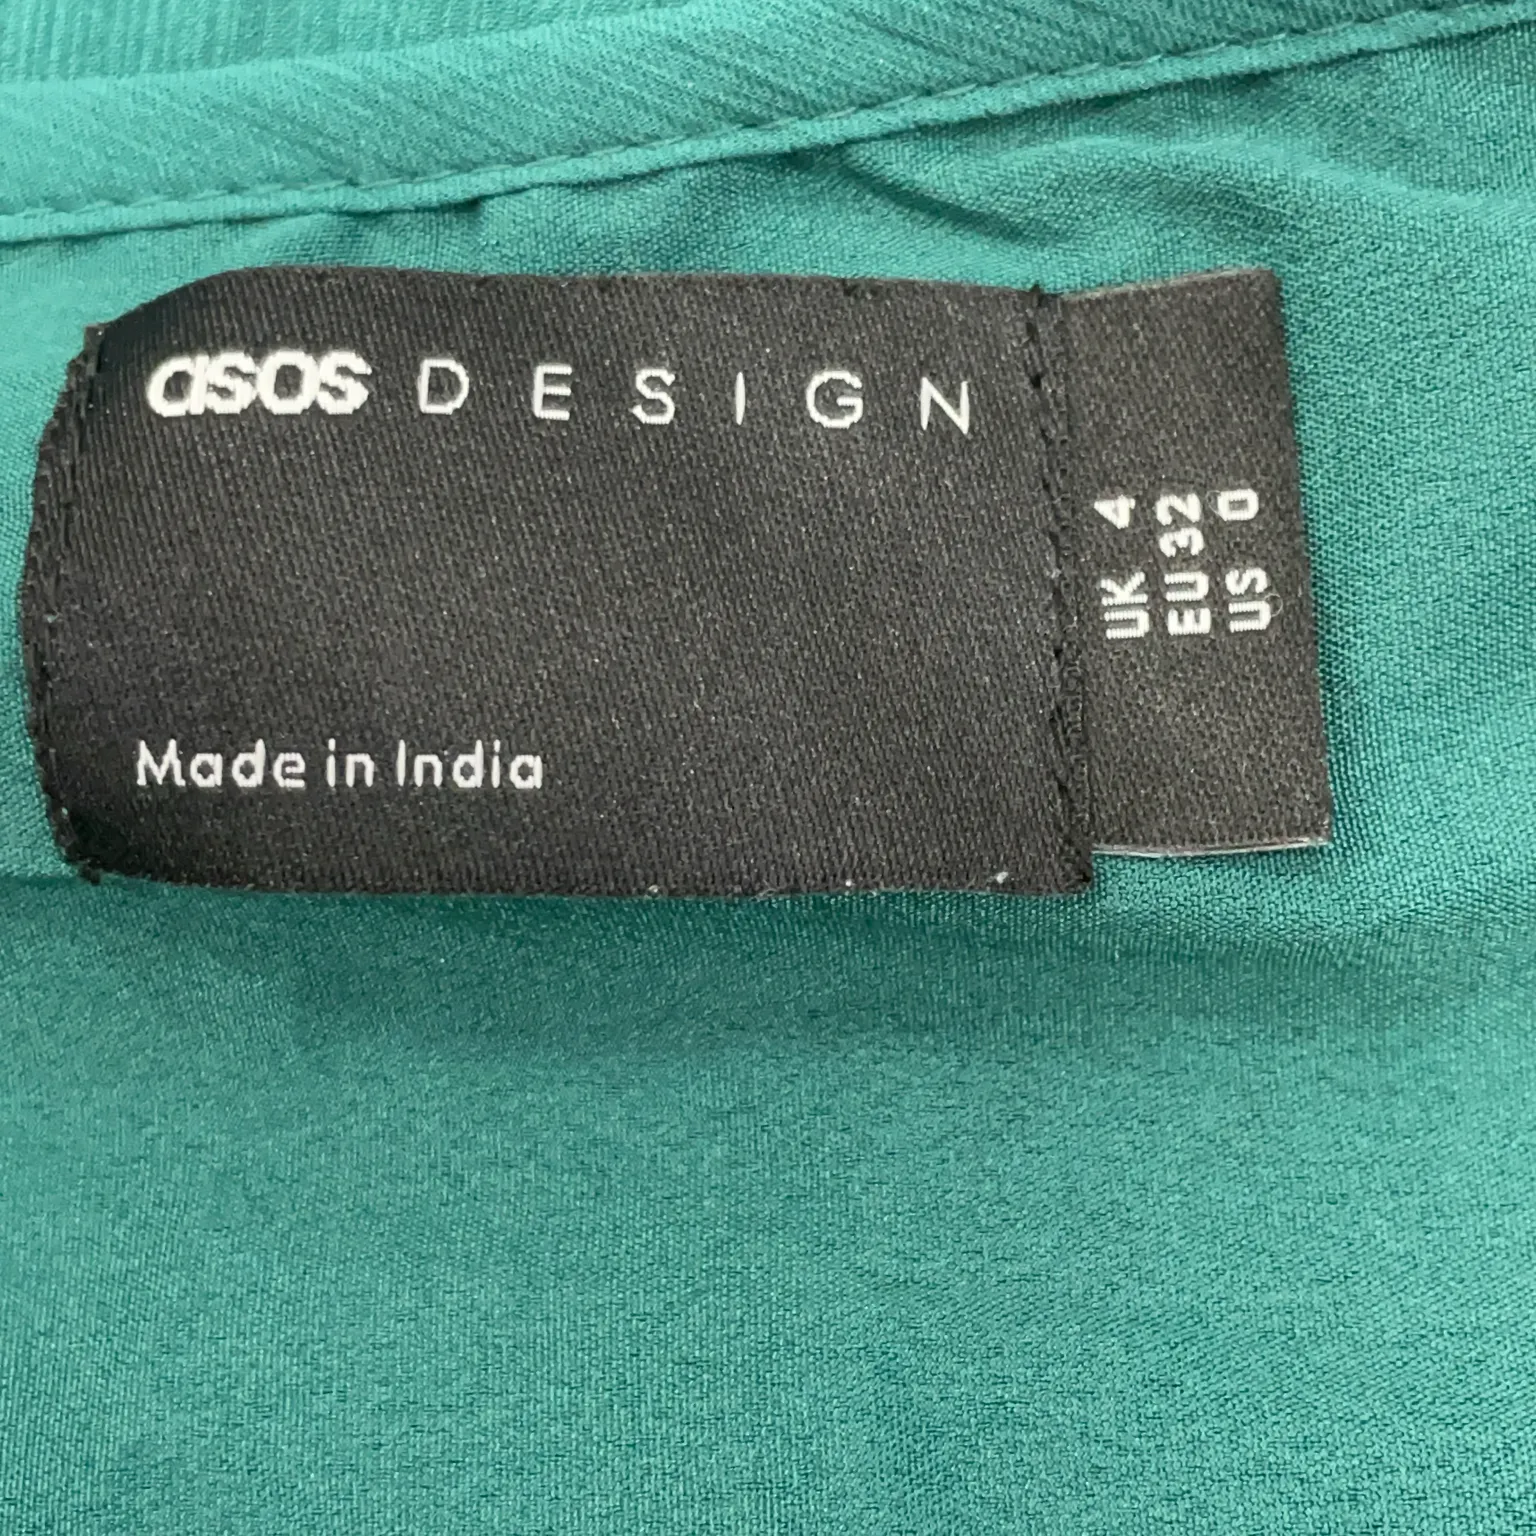 asos DESIGN
Made in India
UK 4
EU 32
US 0